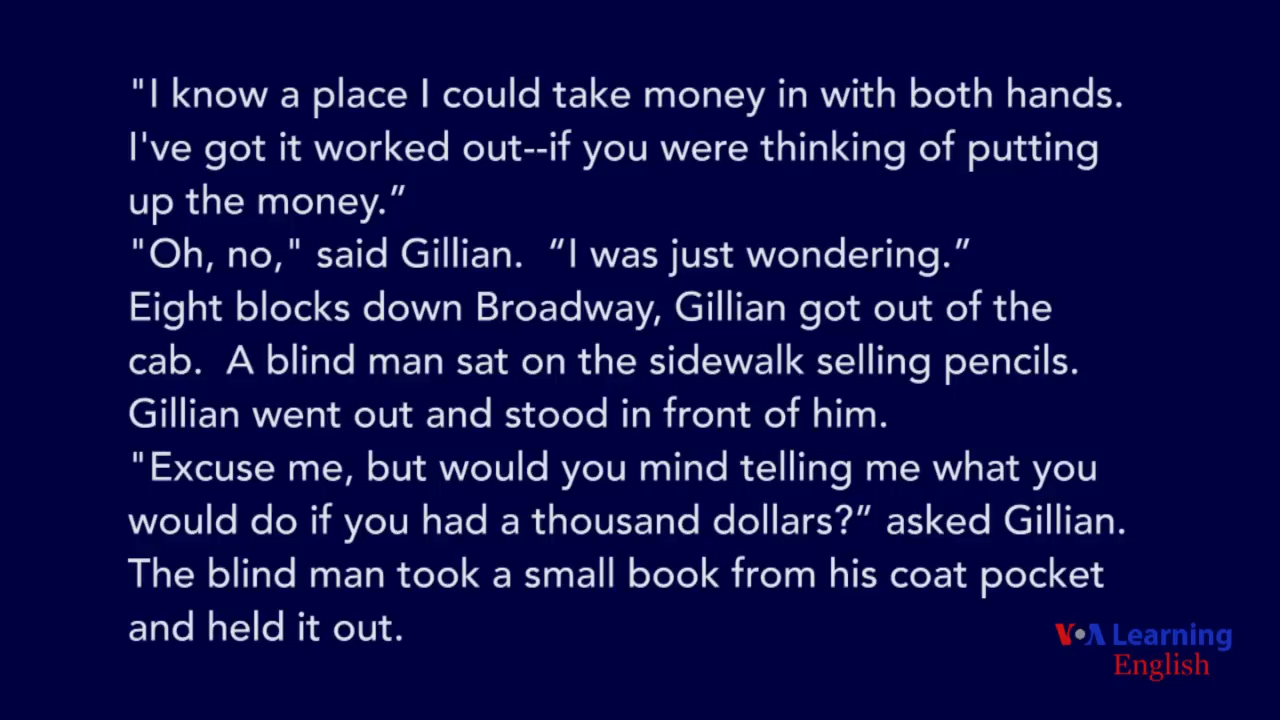 "I know a place I could take money in with both hands.
I've got it worked out--if you were thinking of putting
up the money.”
"Oh, no," said Gillian.  “I was just wondering.”
Eight blocks down Broadway, Gillian got out of the
cab.  A blind man sat on the sidewalk selling pencils.
Gillian went out and stood in front of him.
"Excuse me, but would you mind telling me what you
would do if you had a thousand dollars?” asked Gillian.
The blind man took a small book from his coat pocket
and held it out.
VOA Learning
English